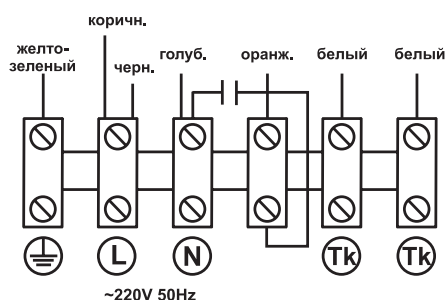 коричн.
желто-
зеленый
черн.
голуб.
оранж.
белый
белый
L
N
Tk
Tk
~220V 50Hz